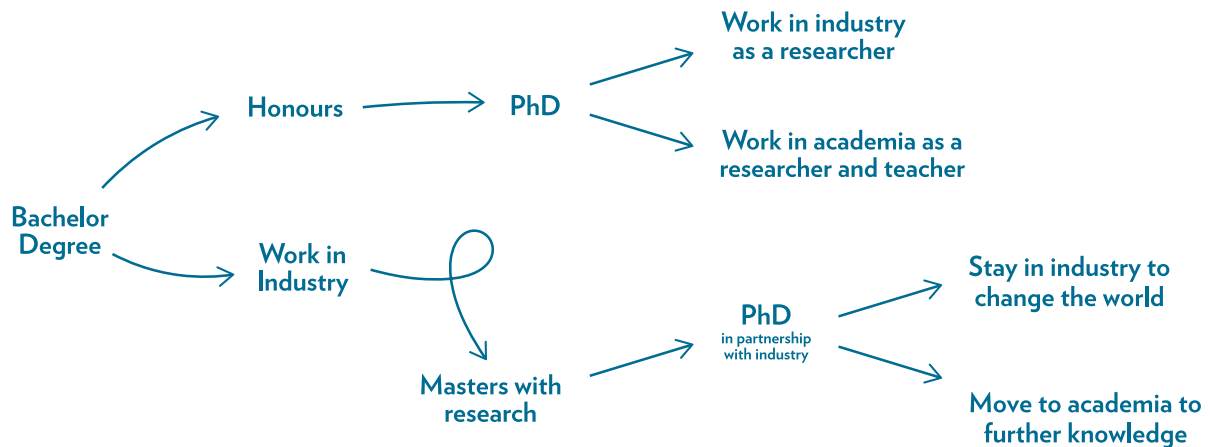 Work in industry
as a researcher
Honours
PhD
Work in academia as a
researcher and teacher
Bachelor
Degree
Work in
Industry
Stay in industry to
change the world
PhD
in partnership
with industry
Masters with
research
Move to academia to
further knowledge